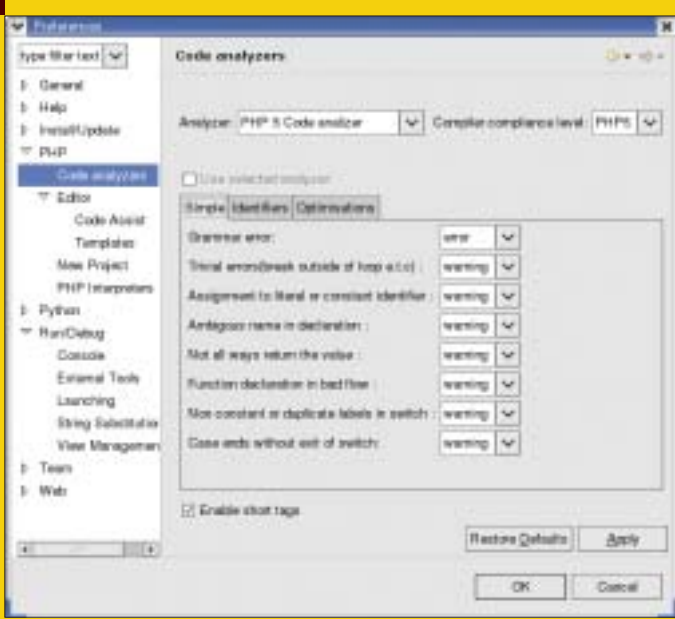 Preferences
type filter text
Code analyzers
General
Help
Install/Update
PHP
Code analyzers
Editor
Code Assist
Templates
New Project
PHP Interpreters
Python
Run/Debug
Console
External Tools
Launching
String Substitutio
View Managemen
Team
Web
Analyzer: PHP 5 Code analizer
Compiler compliance level: PHP5
Use selected analyzer
Simple Identifiers Optimisations
Grammar error: error
Trivial errors(break outside of loop e.t.c) : warning
Assignment to literal or constant identifier : warning
Ambigous name in declaration : warning
Not all ways return the value : warning
Function declaration in bad flow warning
Non constant or duplicate labels in switch : warning
Case ends without exit of switch: warning
Enable short tags
Restore Defaults Apply
OK Cancel